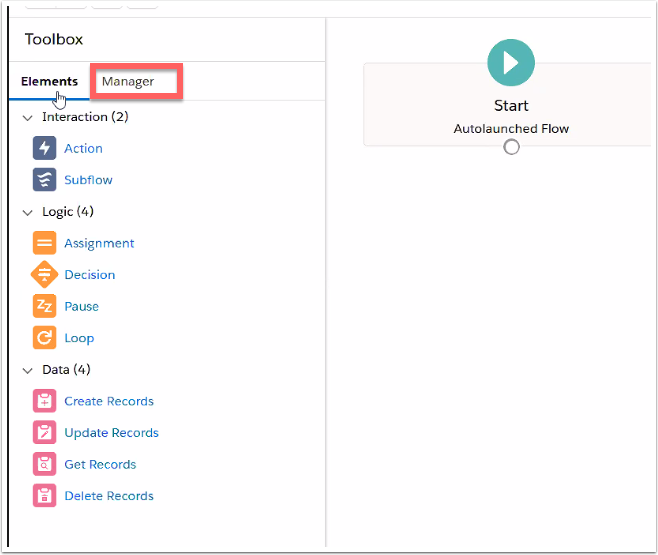 Toolbox
Elements
Manager
Interaction (2)
Action
Subflow
Logic (4)
Assignment
Decision
Pause
Loop
Data (4)
Create Records
Update Records
Get Records
Delete Records
Start
Autolaunched Flow